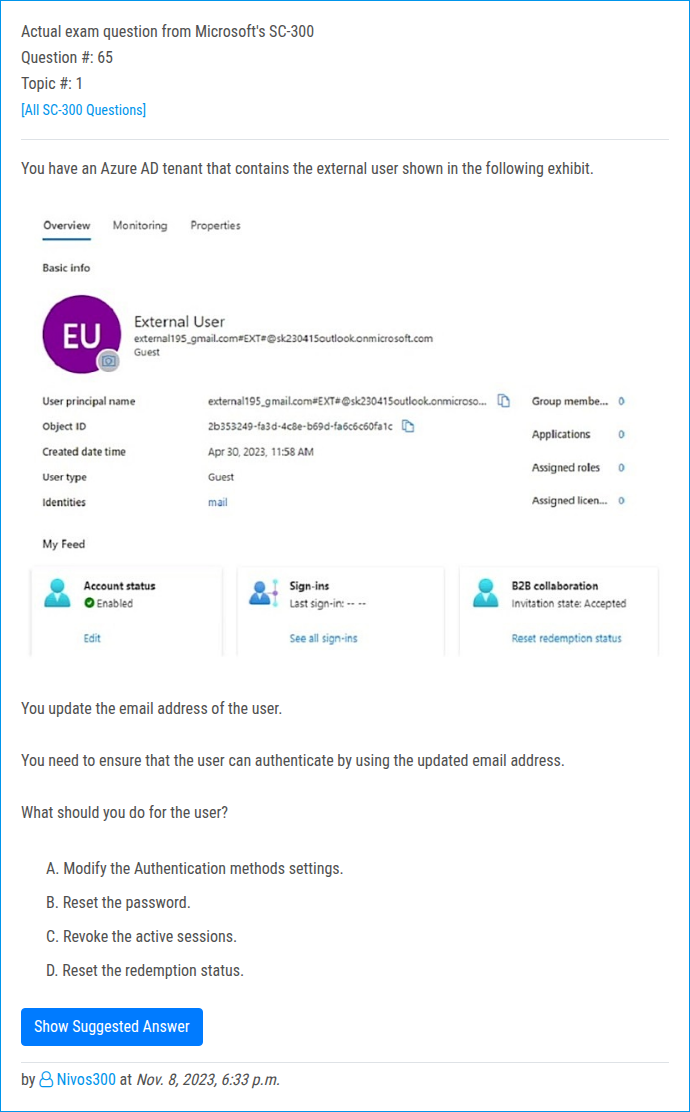 Actual exam question from Microsoft's SC-300
Question #: 65
Topic #: 1
[All SC-300 Questions]
You have an Azure AD tenant that contains the external user shown in the following exhibit.
Overview Monitoring Properties
Basic info
EU
External User
external195_gmail.com#EXT#@sk230415outlook.onmicrosoft.com
Guest
User principal name external195_gmail.com#EXT#@sk230415outlook.onmicroso... Group membe... 0
Object ID 2b353249-fa3d-4c8e-b69d-fa6c6c60fa1c
Applications 0
Created date time Apr 30, 2023, 11:58 AM
Assigned roles 0
User type Guest
Identities mail Assigned licen... 0
My Feed
Account status
Enabled
Edit
Sign-ins
Last sign-in: -- --
See all sign-ins
B2B collaboration
Invitation state: Accepted
Reset redemption status
You update the email address of the user.
You need to ensure that the user can authenticate by using the updated email address.
What should you do for the user?
A. Modify the Authentication methods settings.
B. Reset the password.
C. Revoke the active sessions.
D. Reset the redemption status.
Show Suggested Answer
by Nivos300 at Nov. 8, 2023, 6:33 p.m.